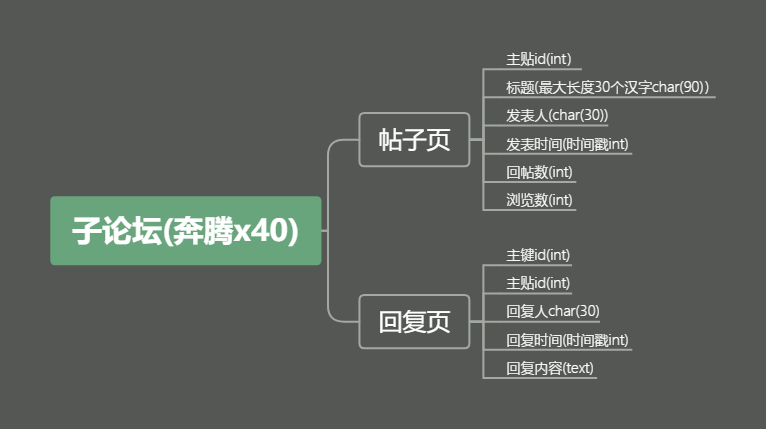 子论坛(奔腾x40)
帖子页
主贴id(int)
标题(最大长度30个汉字char(90))
发表人(char(30))
发表时间(时间戳int)
回帖数(int)
浏览数(int)
回复页
主键id(int)
主贴id(int)
回复人char(30)
回复时间(时间戳int)
回复内容(text)